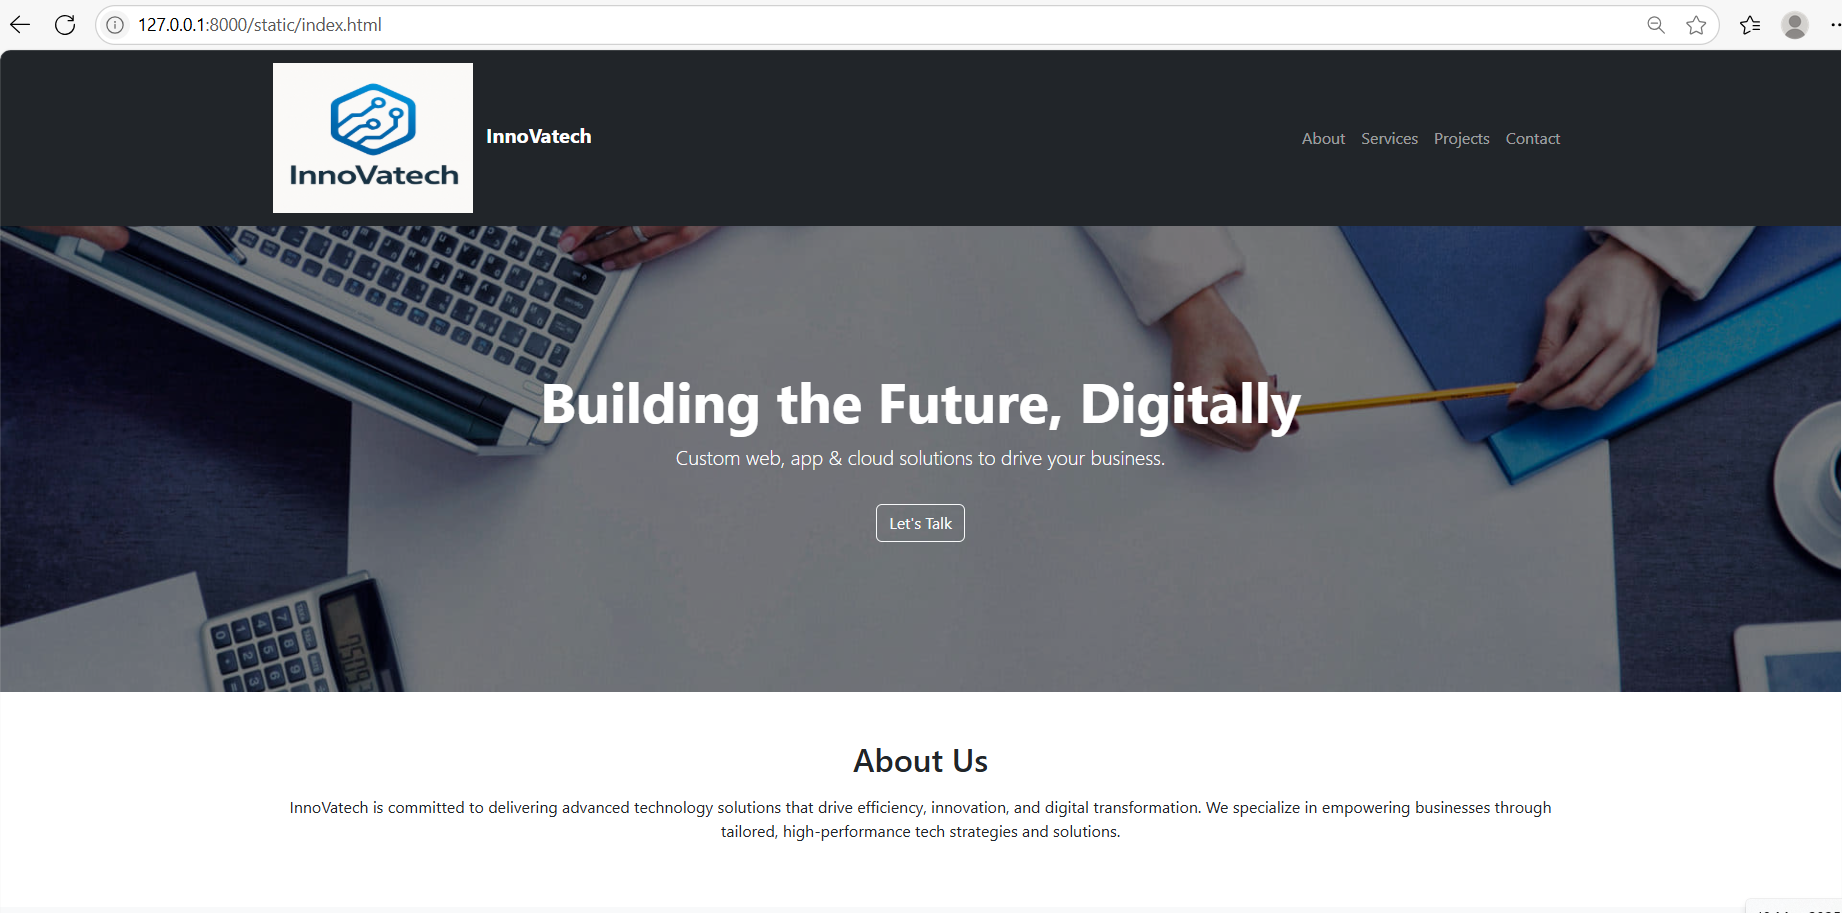 127.0.0.1:8000/static/index.html
InnoVatech
InnoVatech
About Services Projects Contact
Building the Future, Digitally
Custom web, app & cloud solutions to drive your business.
Let's Talk
About Us
InnoVatech is committed to delivering advanced technology solutions that drive efficiency, innovation, and digital transformation. We specialize in empowering businesses through
tailored, high-performance tech strategies and solutions.